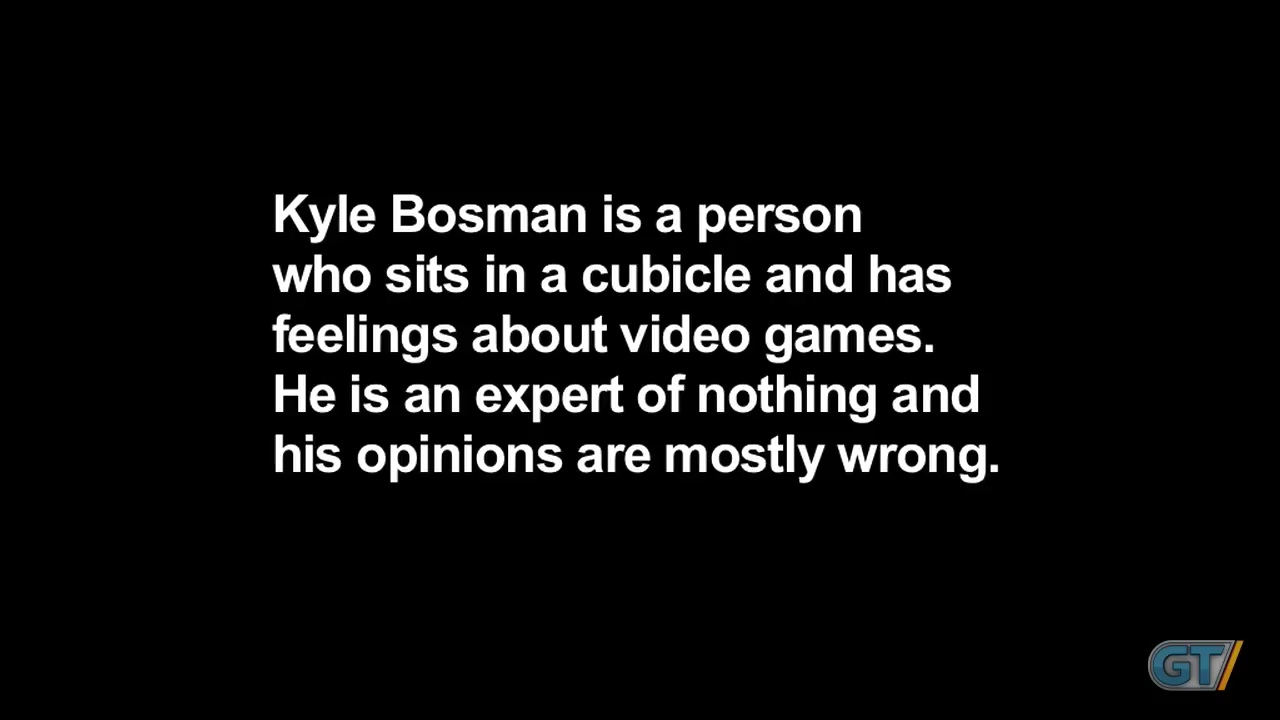 Kyle Bosman is a person
who sits in a cubicle and has
feelings about video games.
He is an expert of nothing and
his opinions are mostly wrong.
GT